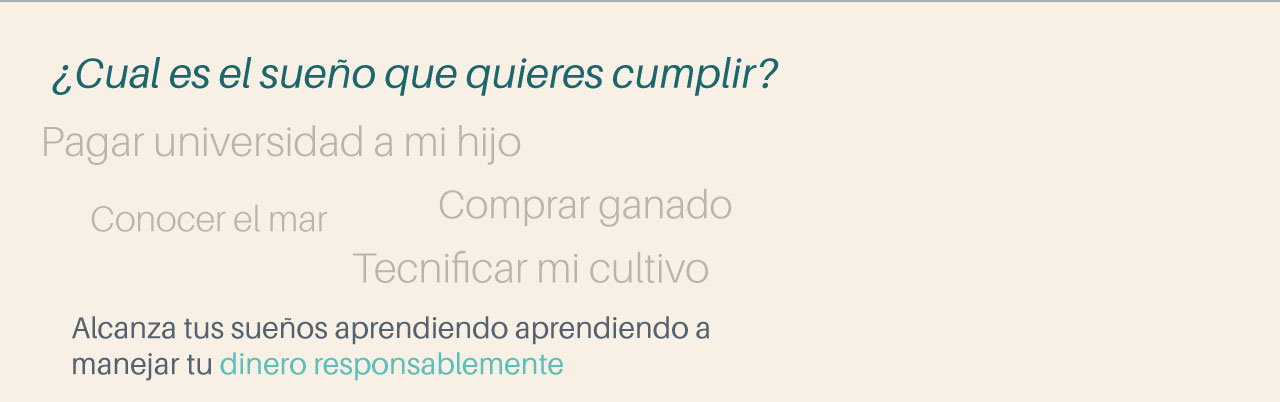 ¿Cual es el sueño que quieres cumplir?
Pagar universidad a mi hijo
Conocer el mar
Comprar ganado
Tecnificar mi cultivo
Alcanza tus sueños aprendiendo aprendiendo a
manejar tu dinero responsablemente